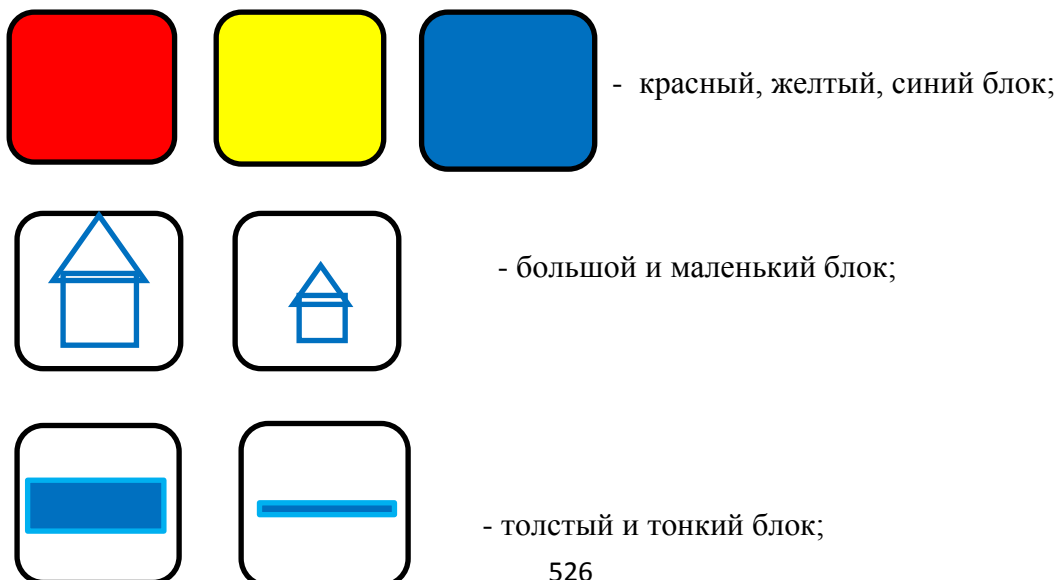 - красный, желтый, синий блок;
- большой и маленький блок;
- толстый и тонкий блок;
526